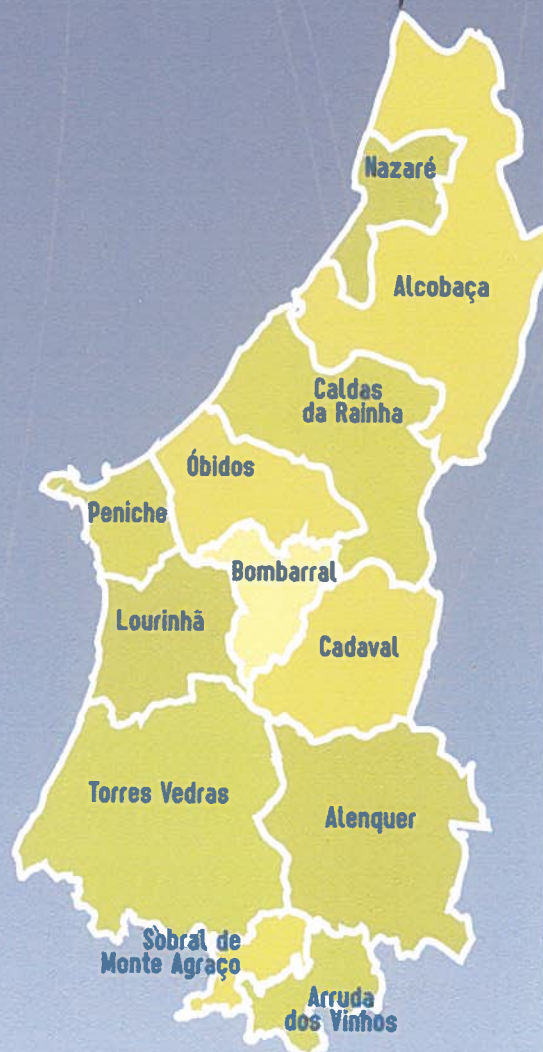 Nazaré
Alcobaça
Caldas
da Rainha
Óbidos
Peniche
Bombarral
Lourinhã
Cadaval
Torres Vedras
Alenquer
Sobral de
Monte Agraço
Arruda
dos Vinhos